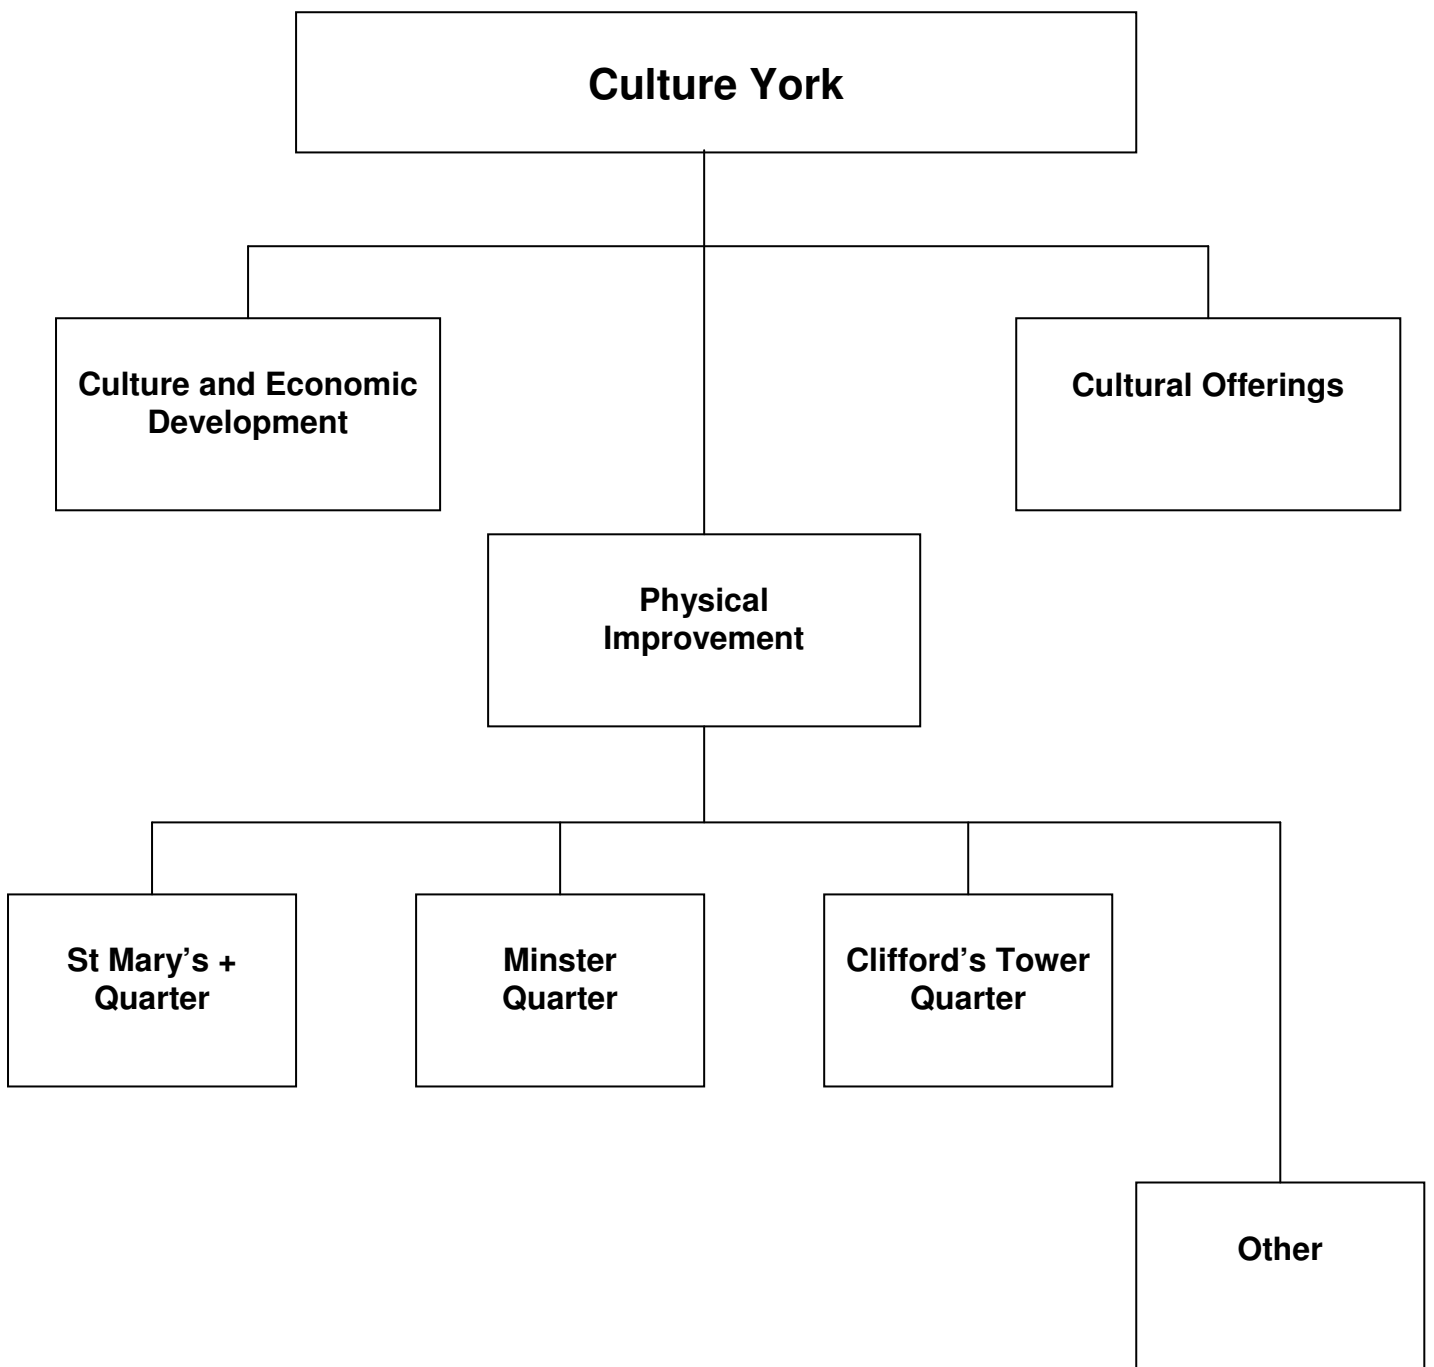 Culture York
Culture and Economic
Development
Cultural Offerings
Physical
Improvement
St Mary’s +
Quarter
Minster
Quarter
Clifford’s Tower
Quarter
Other